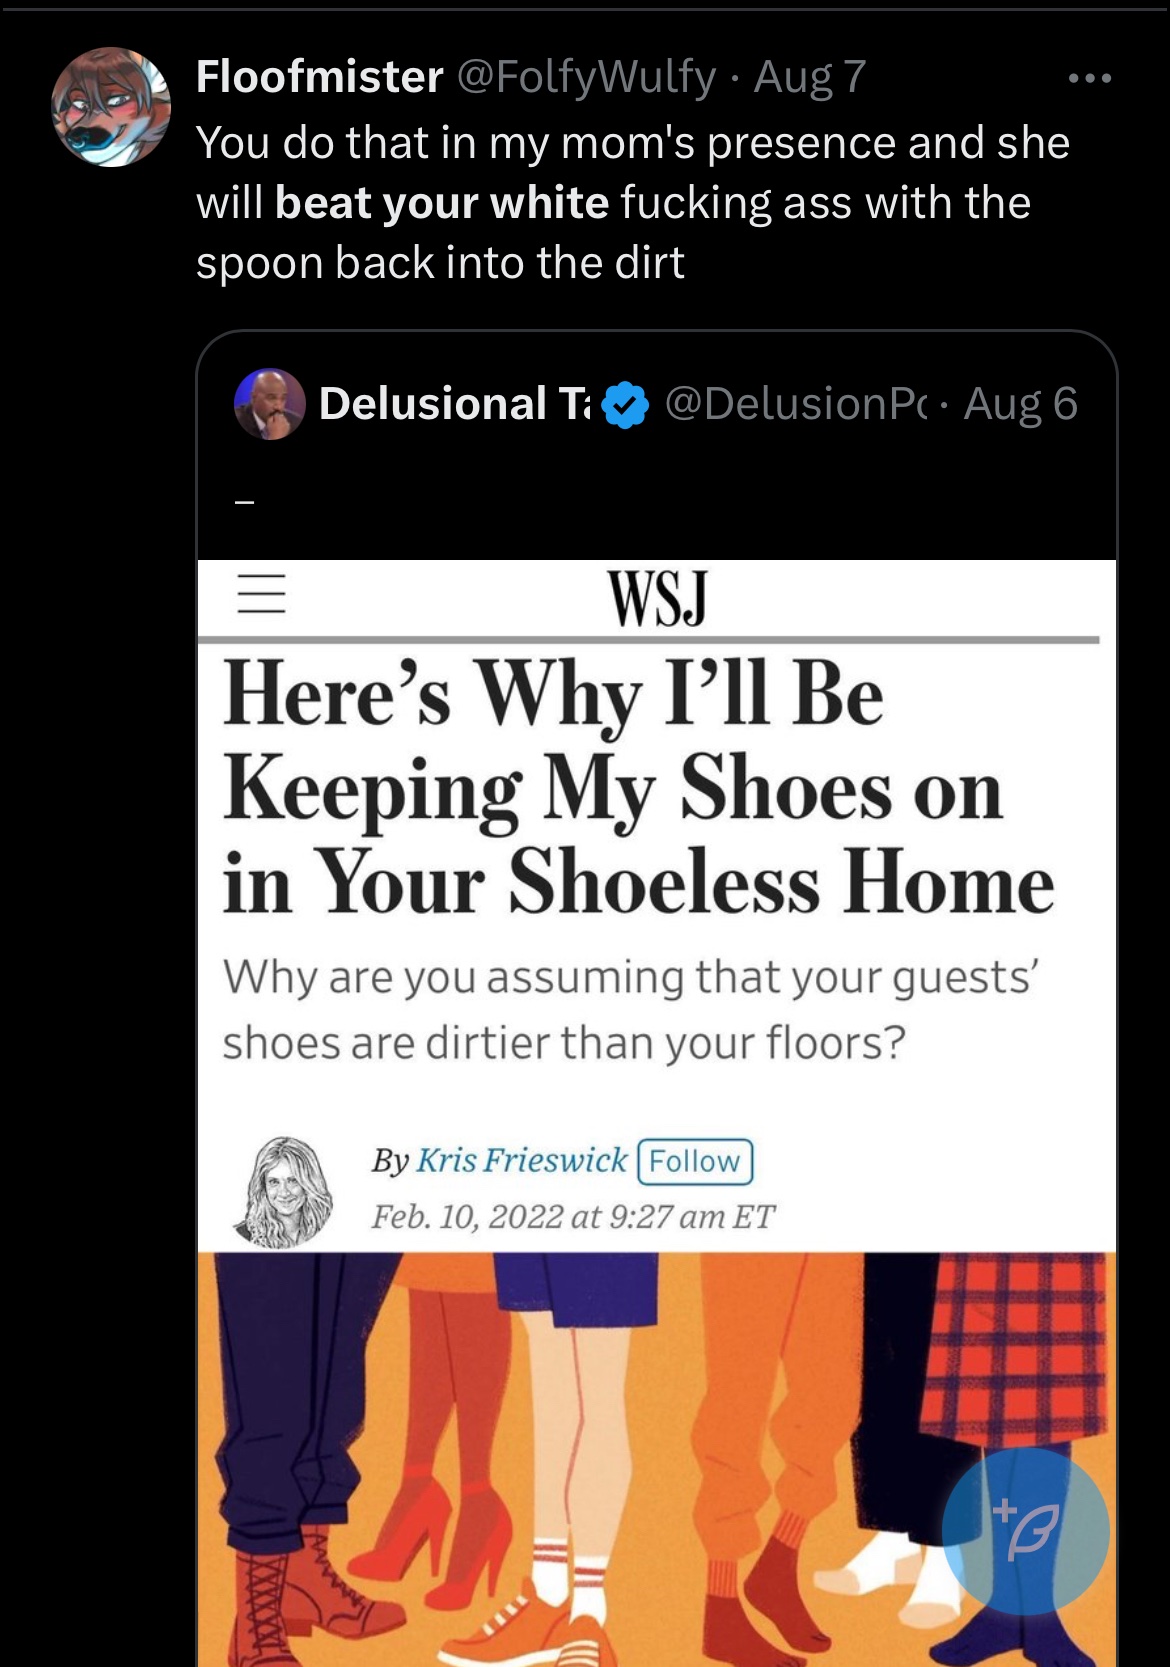 Floofmister @FolfyWulfy · Aug 7
You do that in my mom's presence and she
will beat your white fucking ass with the
spoon back into the dirt
Delusional @DelusionPo · Aug 6
_
WSJ
Here’s Why I’ll Be
Keeping My Shoes on
in Your Shoeless Home
Why are you assuming that your guests’
shoes are dirtier than your floors?
By Kris Frieswick Follow
Feb. 10, 2022 at 9:27 am ET